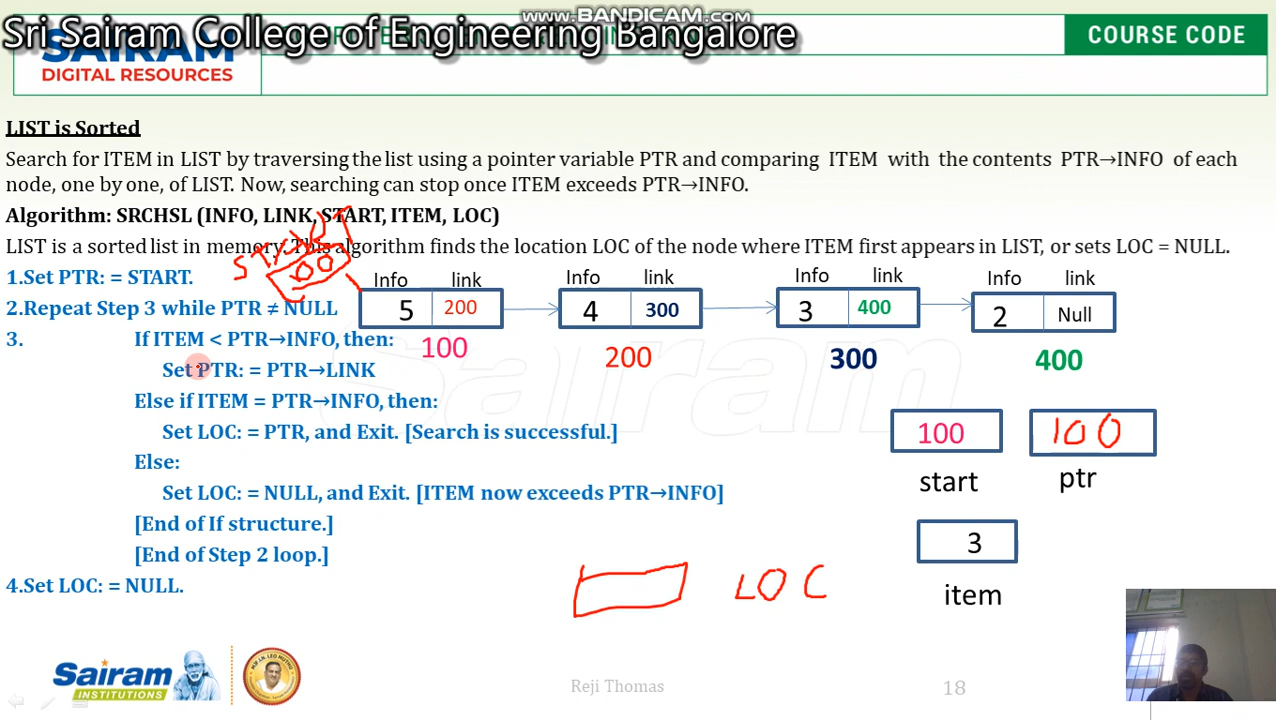 www.BANDICAM.com
Sri Sairam College of Engineering Bangalore
SAIRAM
DIGITAL RESOURCES
COURSE CODE
LIST is Sorted
Search for ITEM in LIST by traversing the list using a pointer variable PTR and comparing ITEM with the contents PTR→INFO of each
node, one by one, of LIST. Now, searching can stop once ITEM exceeds PTR→INFO.
Algorithm: SRCHSL (INFO, LINK, START, ITEM, LOC)
LIST is a sorted list in memory. This algorithm finds the location LOC of the node where ITEM first appears in LIST, or sets LOC = NULL.
START
100
1.Set PTR: = START.
2.Repeat Step 3 while PTR ≠ NULL
3. If ITEM < PTR→INFO, then:
Set PTR: = PTR→LINK
Else if ITEM = PTR→INFO, then:
Set LOC: = PTR, and Exit. [Search is successful.]
Else:
Set LOC: = NULL, and Exit. [ITEM now exceeds PTR→INFO]
[End of If structure.]
[End of Step 2 loop.]
4.Set LOC: = NULL.
Info link Info link Info link Info link
5 200 4 300 3 400 2 Null
100 200 300 400
100 100
start ptr
3
item
LOC
Sairam
Sairam
INSTITUTIONS
Reji Thomas
18